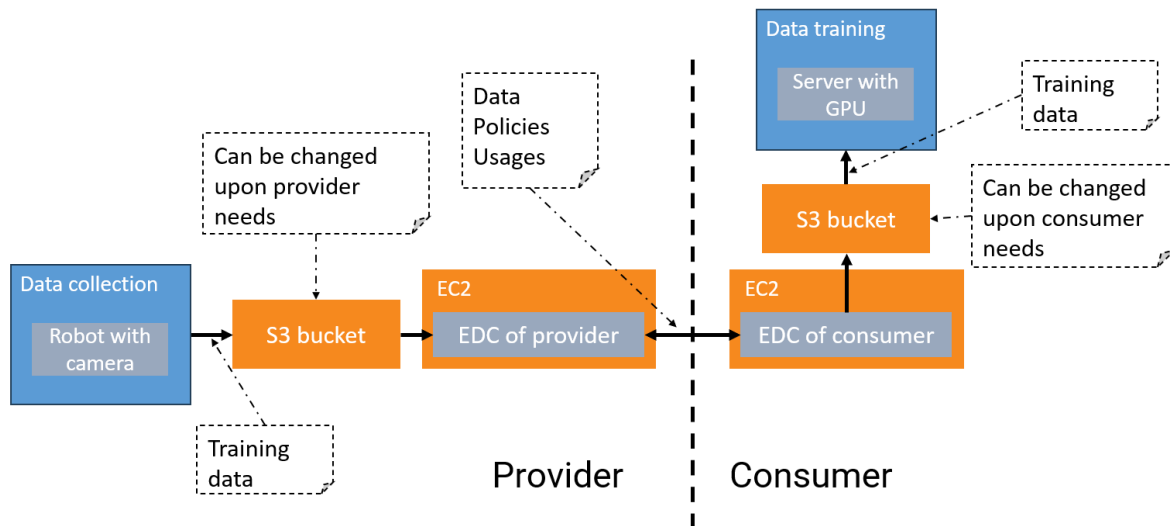 Data training
Server with
GPU
Training
data
Data
Policies
Usages
Can be changed
upon provider
needs
Can be changed
upon consumer
needs
S3 bucket
Data collection
Robot with
camera
S3 bucket
EC2
EDC of provider
EC2
EDC of consumer
Training
data
Provider
Consumer